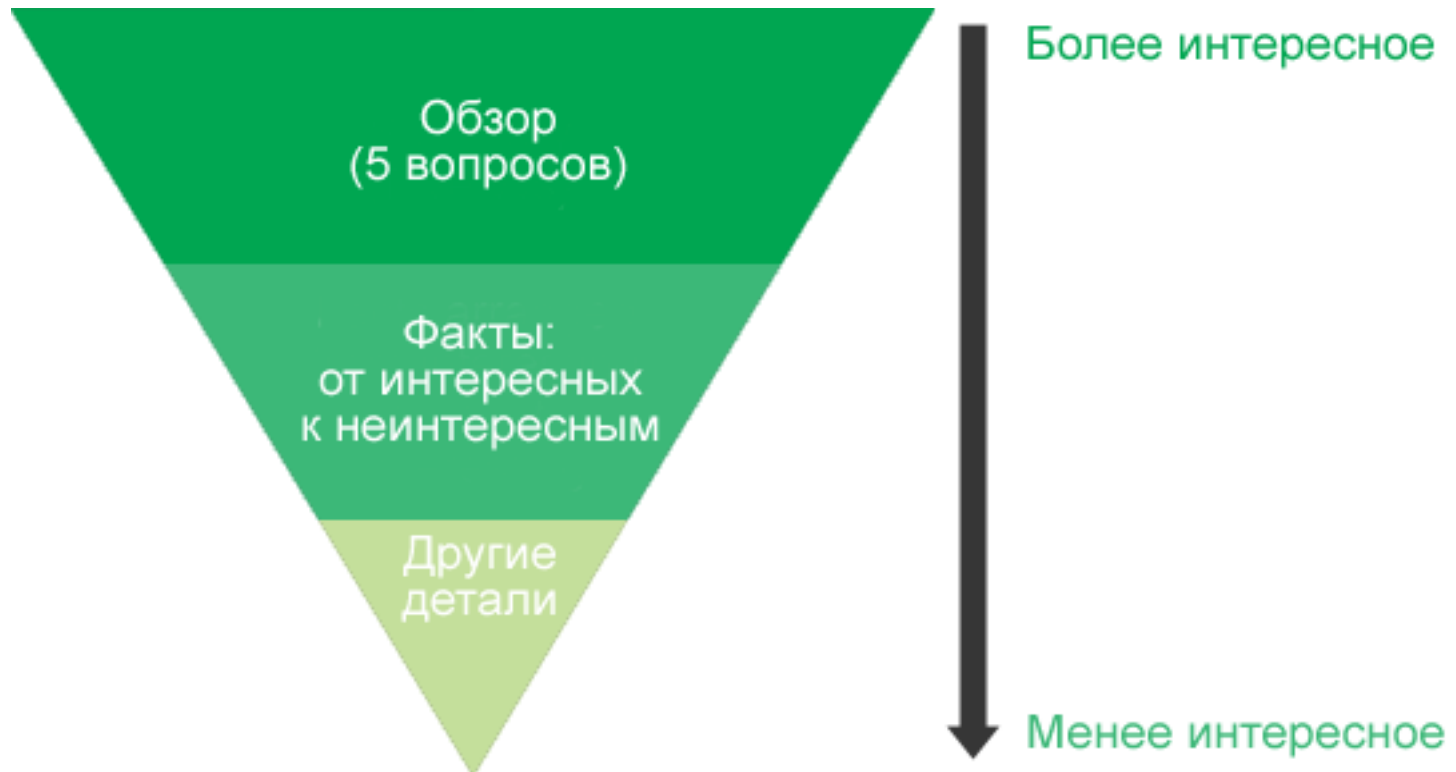 Более интересное
Обзор
(5 вопросов)
Факты:
от интересных
к неинтересным
Другие
детали
Менее интересное